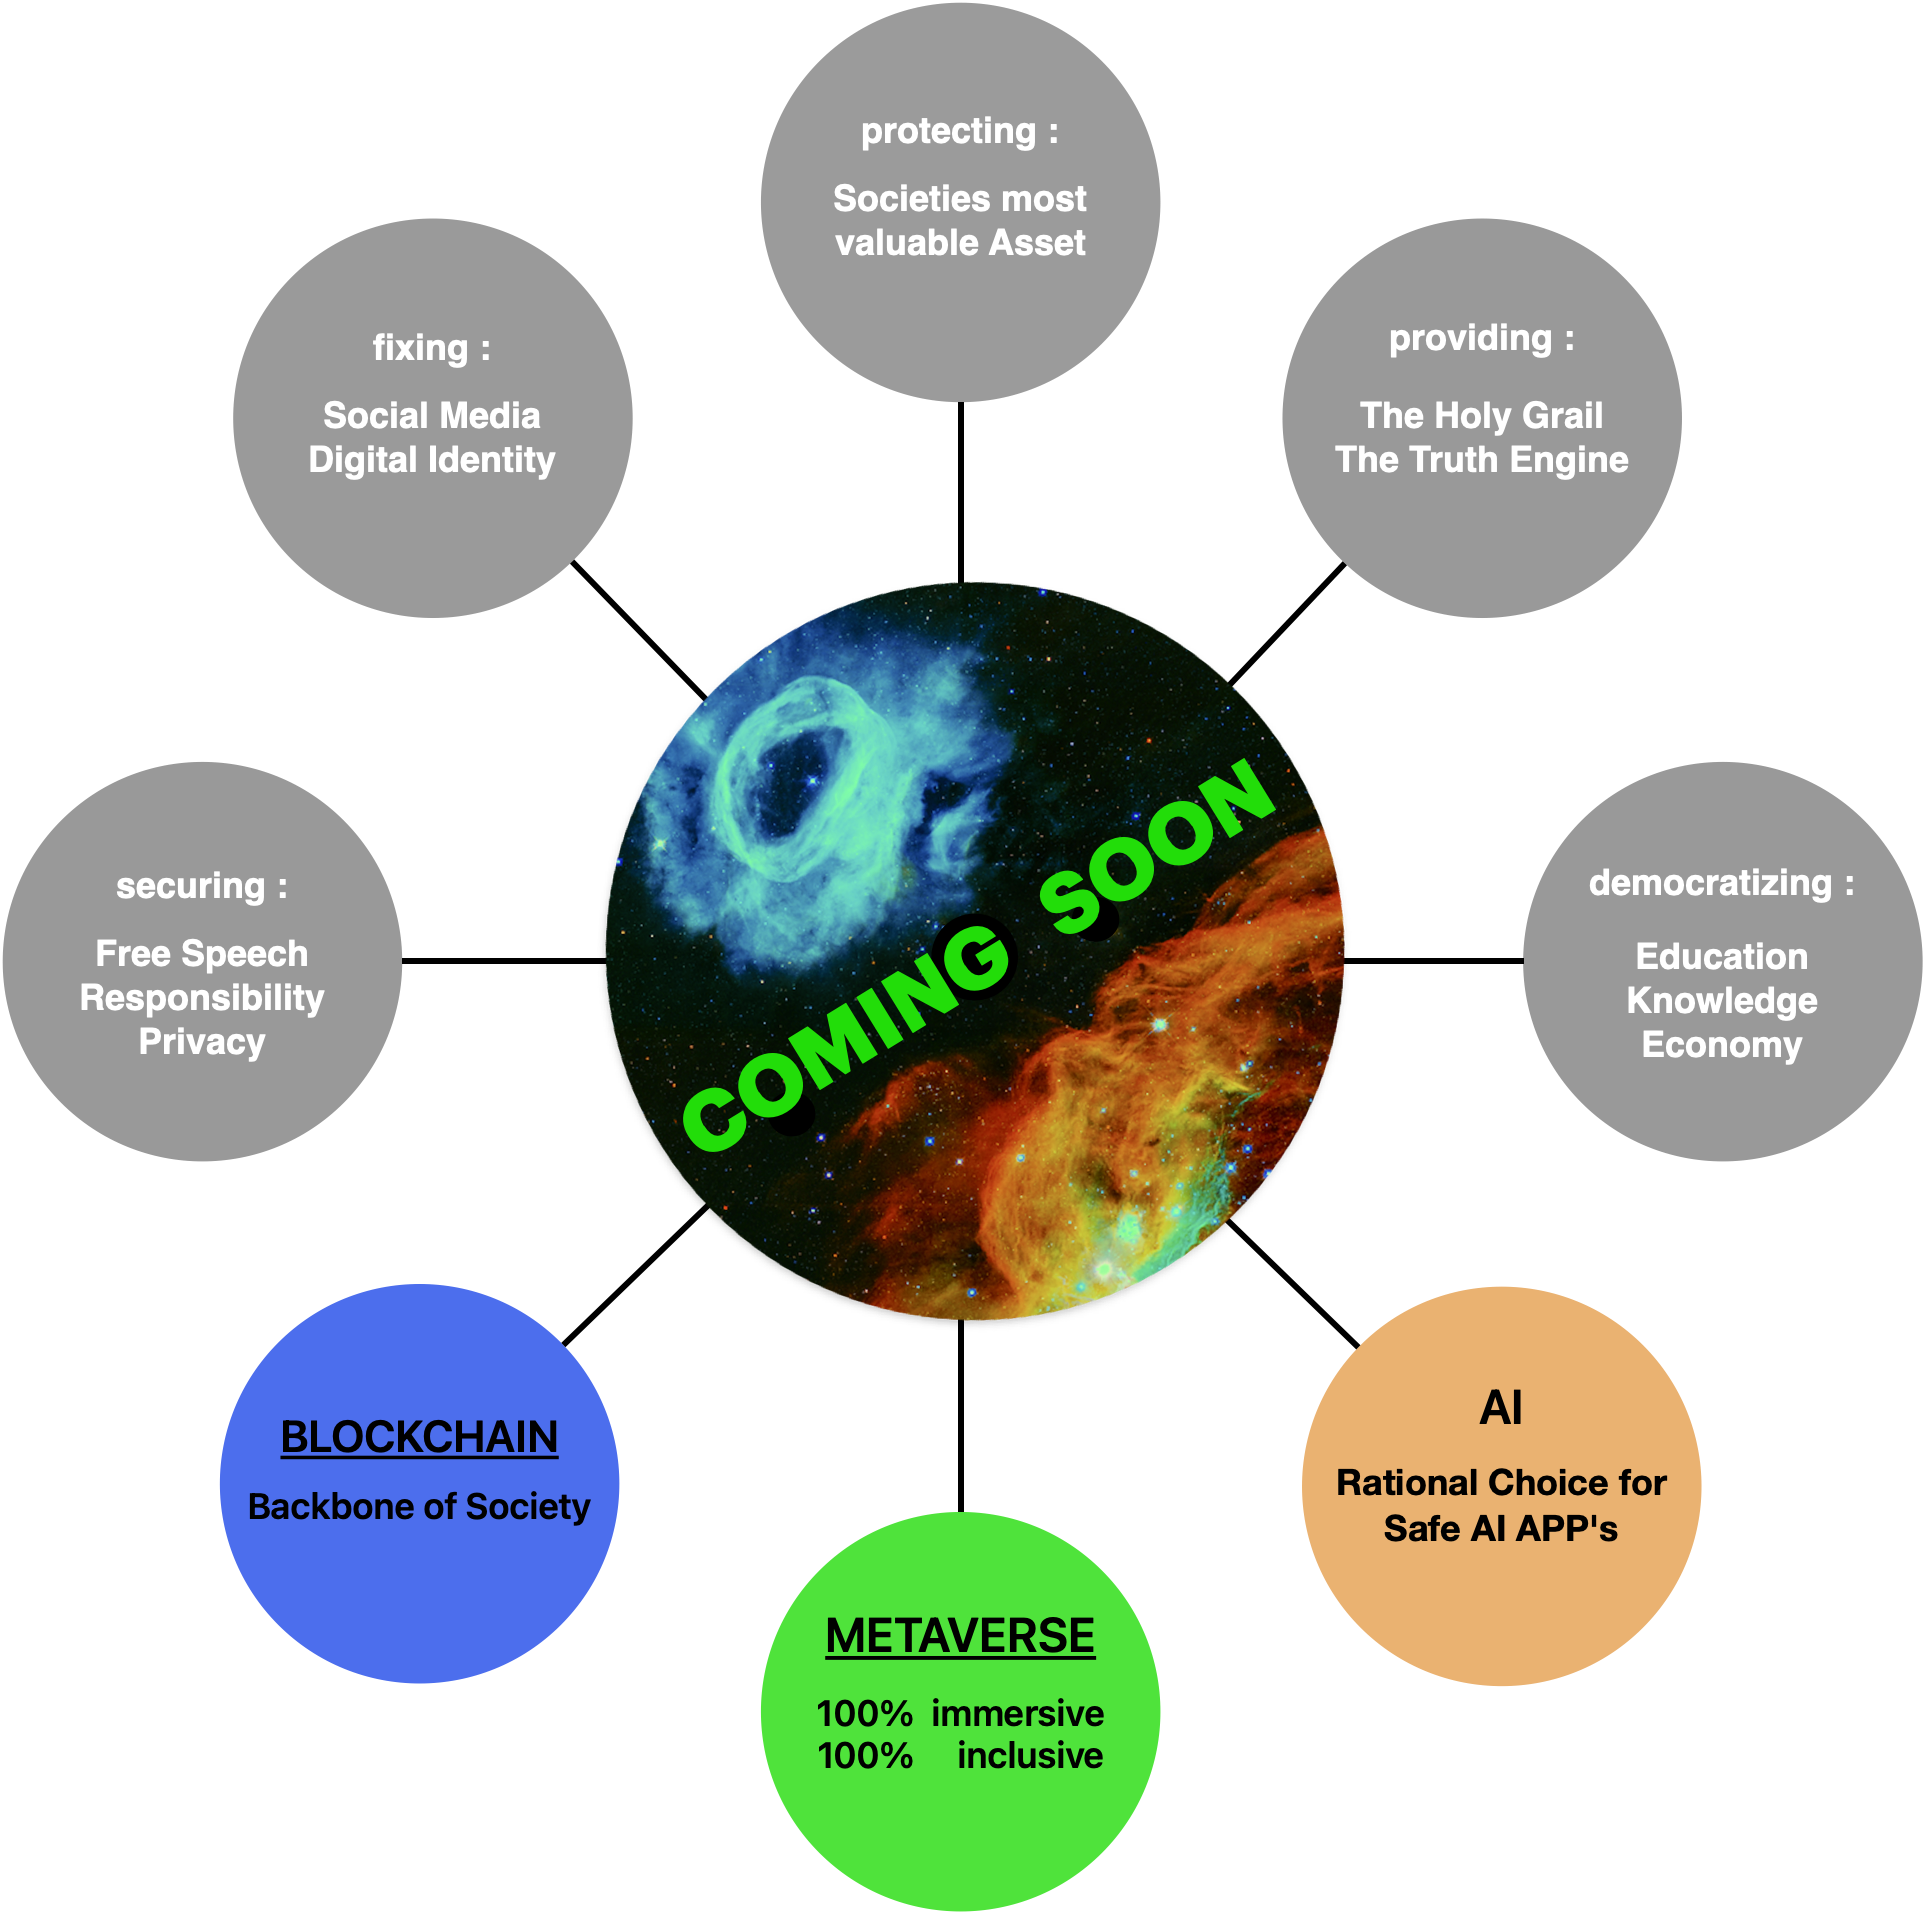 protecting :
Societies most
valuable Asset
fixing :
Social Media
Digital Identity
providing :
The Holy Grail
The Truth Engine
securing :
Free Speech
Responsibility
Privacy
COMING SOON
democratizing :
Education
Knowledge
Economy
BLOCKCHAIN
Backbone of Society
METAVERSE
100% immersive
100% inclusive
AI
Rational Choice for
Safe AI APP's